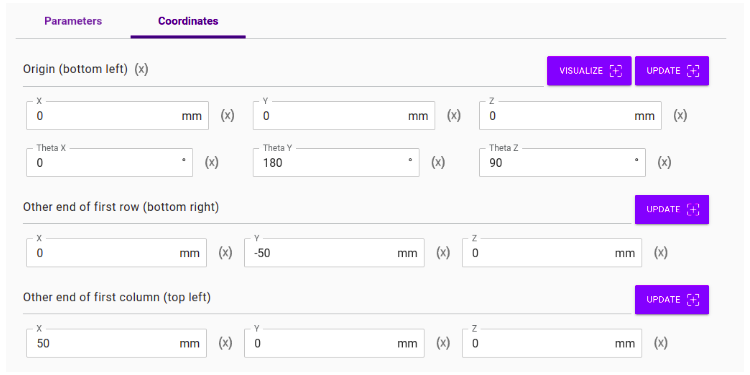 Parameters Coordinates
Origin (bottom left) (x) VISUALIZE UPDATE
X Y Z
0 mm (x) 0 mm (x) 0 mm (x)
Theta X Theta Y Theta Z
0 ° (x) 180 ° (x) 90 ° (x)
Other end of first row (bottom right) UPDATE
X Y Z
0 mm (x) -50 mm (x) 0 mm (x)
Other end of first column (top left) UPDATE
X Y Z
50 mm (x) 0 mm (x) 0 mm (x)